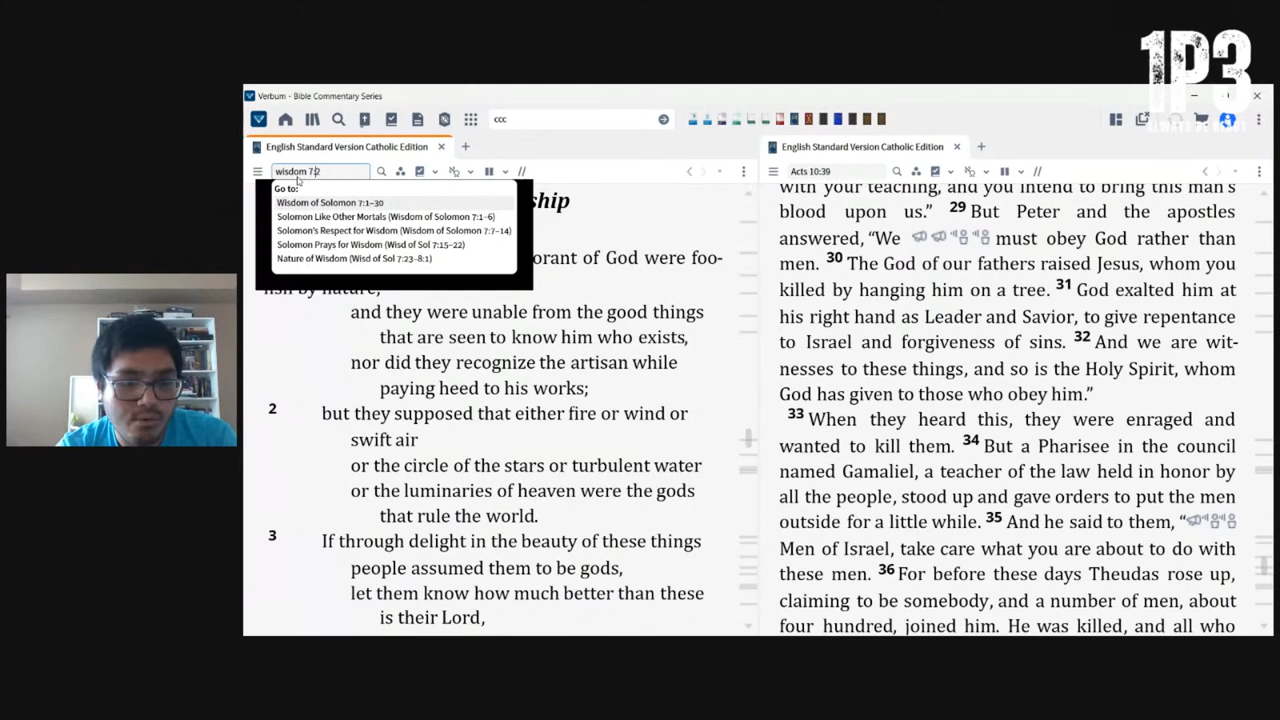 1P3
ALWAYS BE READY
Verbum - Bible Commentary Series
ccc
English Standard Version Catholic Edition
wisdom 7:2
Go to:
Wisdom of Solomon 7:1–30
Solomon Like Other Mortals (Wisdom of Solomon 7:1–6)
Solomon's Respect for Wisdom (Wisdom of Solomon 7:7–14)
Solomon Prays for Wisdom (Wisd of Sol 7:15–22)
Nature of Wisdom (Wisd of Sol 7:23–8:1)
ship
orant of God were foo-
lish by nature,
and they were unable from the good things
that are seen to know him who exists,
nor did they recognize the artisan while
paying heed to his works;
2 but they supposed that either fire or wind or
swift air
or the circle of the stars or turbulent water
or the luminaries of heaven were the gods
that rule the world.
3 If through delight in the beauty of these things
people assumed them to be gods,
let them know how much better than these
is their Lord,
English Standard Version Catholic Edition
Acts 10:39
with your teaching, and you intend to bring this man's
blood upon us.” 29 But Peter and the apostles
answered, “We must obey God rather than
men. 30 The God of our fathers raised Jesus, whom you
killed by hanging him on a tree. 31 God exalted him at
his right hand as Leader and Savior, to give repentance
to Israel and forgiveness of sins. 32 And we are wit-
nesses to these things, and so is the Holy Spirit, whom
God has given to those who obey him.”
33 When they heard this, they were enraged and
wanted to kill them. 34 But a Pharisee in the council
named Gamaliel, a teacher of the law held in honor by
all the people, stood up and gave orders to put the men
outside for a little while. 35 And he said to them, “
Men of Israel, take care what you are about to do with
these men. 36 For before these days Theudas rose up,
claiming to be somebody, and a number of men, about
four hundred, joined him. He was killed, and all who